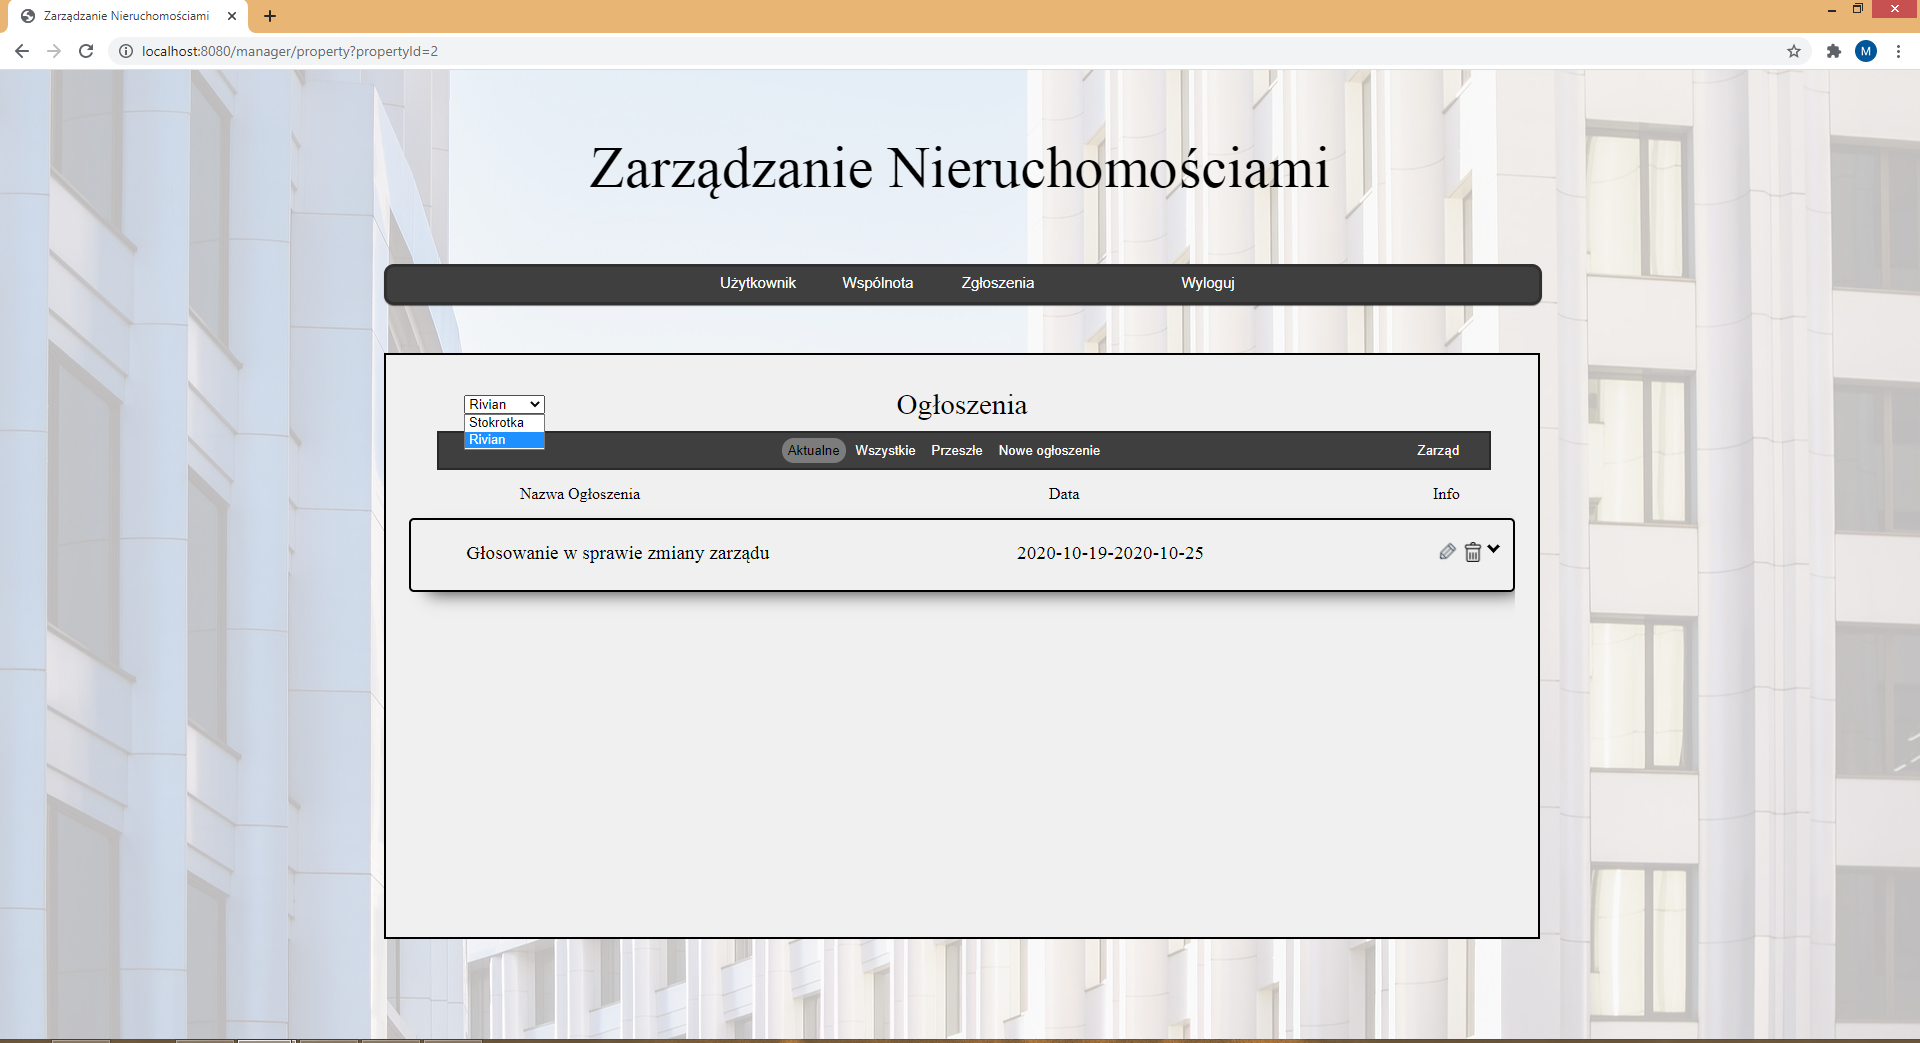 Zarządzanie Nieruchomościami
localhost:8080/manager/property?propertyId=2
M
Zarządzanie Nieruchomościami
Użytkownik Wspólnota Zgłoszenia Wyloguj
Rivian
Stokrotka
Rivian
Ogłoszenia
Aktualne Wszystkie Przeszłe Nowe ogłoszenie Zarząd
Nazwa Ogłoszenia Data Info
Głosowanie w sprawie zmiany zarządu 2020-10-19-2020-10-25